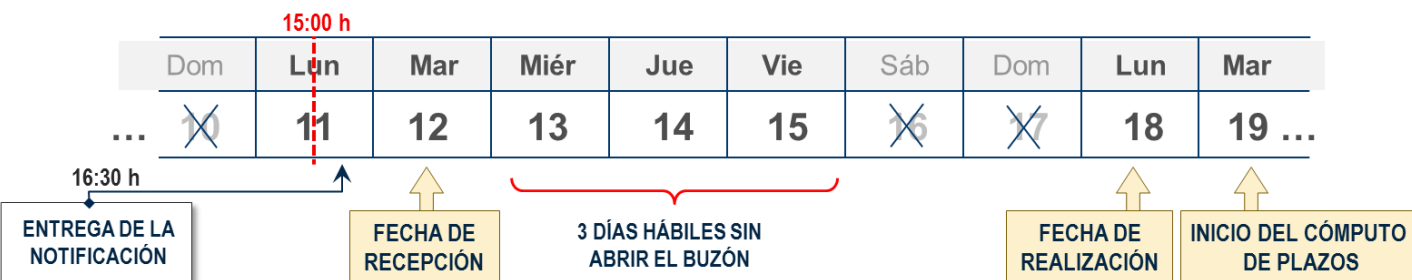 15:00 h
Dom Lun Mar Miér Jue Vie Sáb Dom Lun Mar
... 10 11 12 13 14 15 16 17 18 19 ...
16:30 h
ENTREGA DE LA
NOTIFICACIÓN
FECHA DE
RECEPCIÓN
3 DÍAS HÁBILES SIN
ABRIR EL BUZÓN
FECHA DE
REALIZACIÓN
INICIO DEL CÓMPUTO
DE PLAZOS